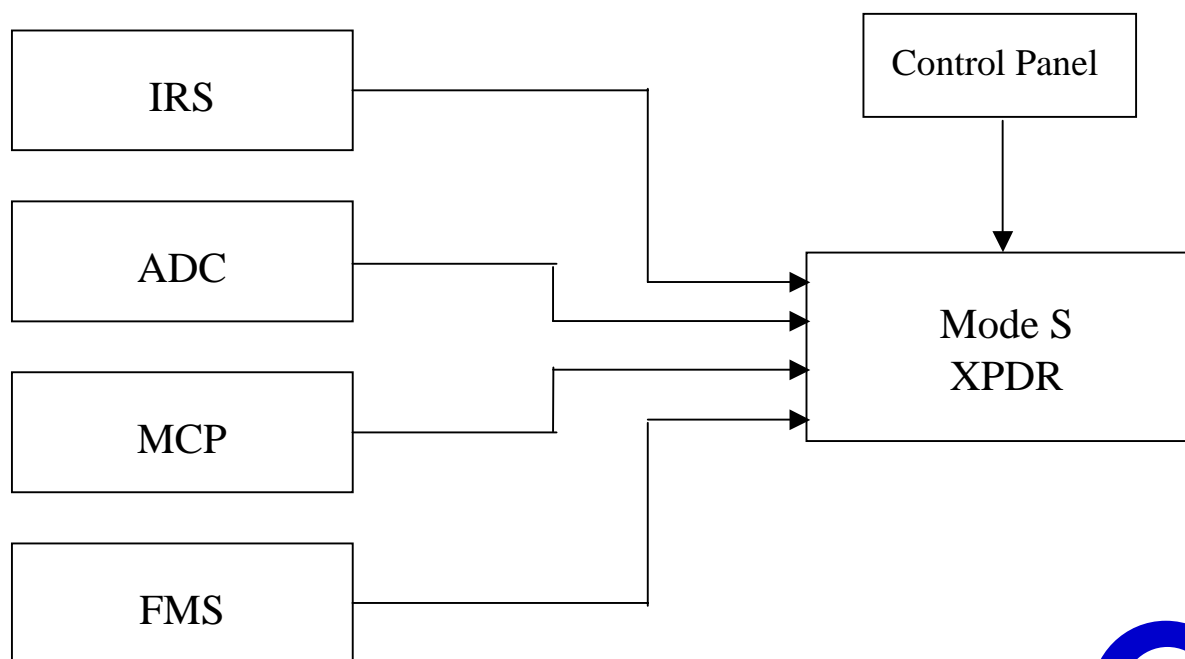 IRS
Control Panel
ADC
Mode S
XPDR
MCP
FMS